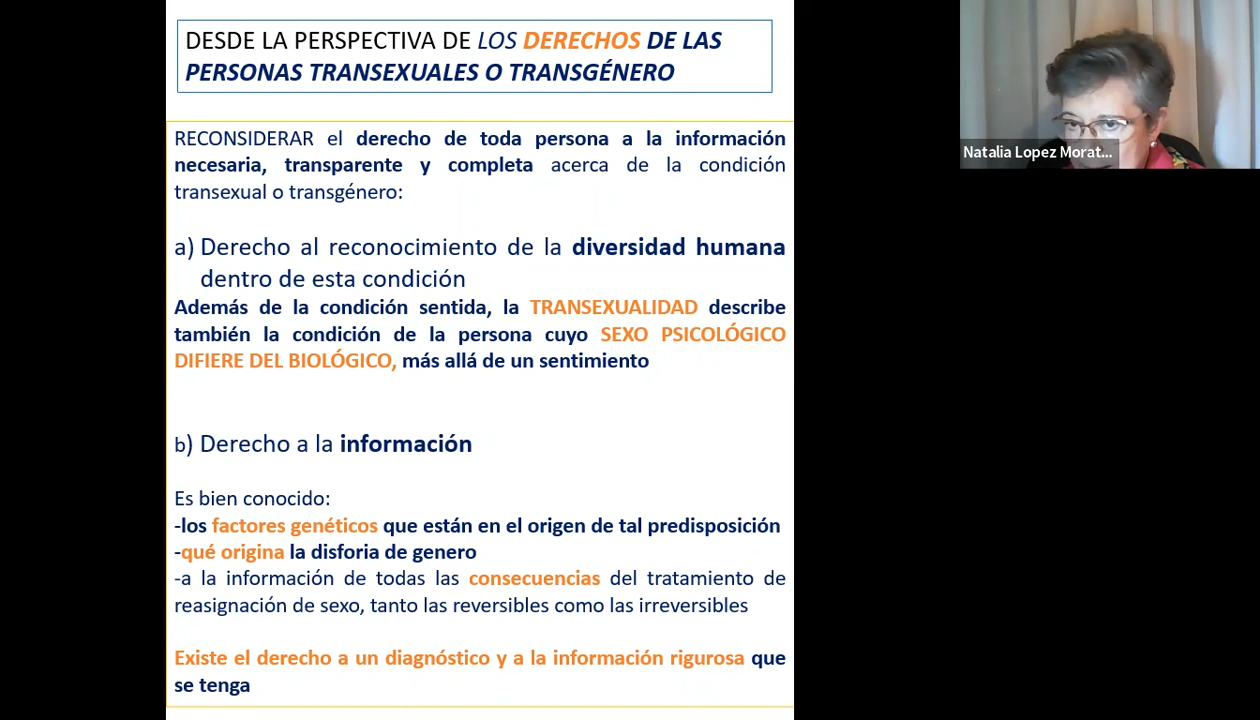 DESDE LA PERSPECTIVA DE LOS DERECHOS DE LAS
PERSONAS TRANSEXUALES O TRANSGÉNERO
Natalia Lopez Morat...
RECONSIDERAR el derecho de toda persona a la información
necesaria, transparente y completa acerca de la condición
transexual o transgénero:
a) Derecho al reconocimiento de la diversidad humana
dentro de esta condición
Además de la condición sentida, la TRANSEXUALIDAD describe
también la condición de la persona cuyo SEXO PSICOLÓGICO
DIFIERE DEL BIOLÓGICO, más allá de un sentimiento
b) Derecho a la información
Es bien conocido:
-los factores genéticos que están en el origen de tal predisposición
-qué origina la disforia de genero
-a la información de todas las consecuencias del tratamiento de
reasignación de sexo, tanto las reversibles como las irreversibles
Existe el derecho a un diagnóstico y a la información rigurosa que
se tenga